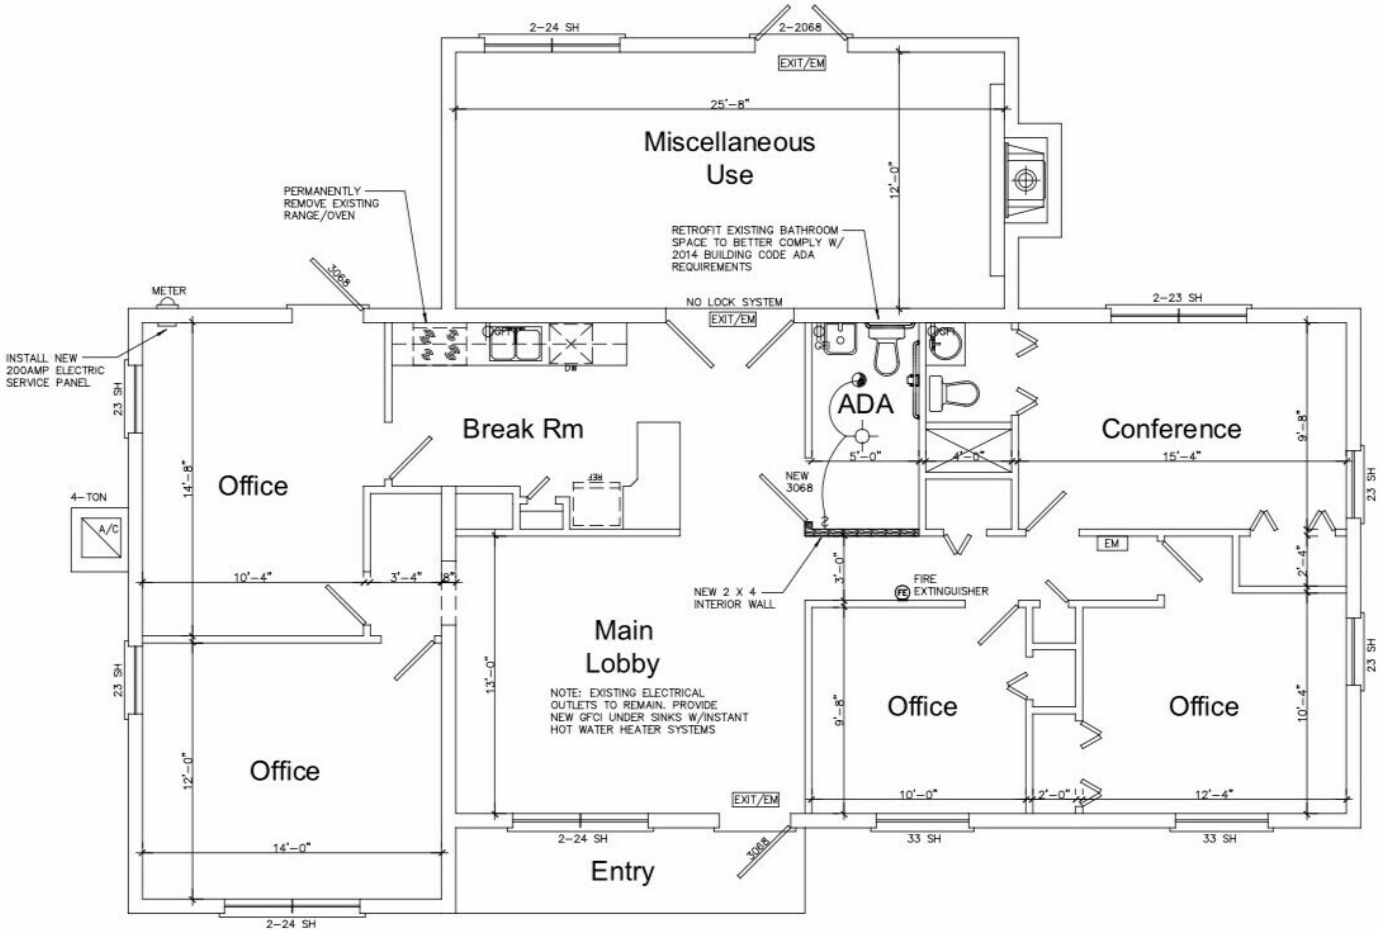 2-24 SH
2-2068
EXIT/EM
25'-8"
Miscellaneous
Use
12'-0"
PERMANENTLY
REMOVE EXISTING
RANGE/OVEN
RETROFIT EXISTING BATHROOM
SPACE TO BETTER COMPLY W/
2014 BUILDING CODE ADA
REQUIREMENTS
3068
METER
NO LOCK SYSTEM
EXIT/EM
2-23 SH
INSTALL NEW
200AMP ELECTRIC
SERVICE PANEL
23 SH
GFI
DW
GFI
ADA
Break Rm
Conference
9'-8"
5'-0"
4'-0"
15'-4"
14'-8"
Office
REF
NEW
3068
23 SH
4-TON
A/C
EM
10'-4"
3'-4"
8"
3'-0"
2'-4"
FIRE
EXTINGUISHER
FE
NEW 2 X 4
INTERIOR WALL
Main
Lobby
13'-0"
NOTE: EXISTING ELECTRICAL
OUTLETS TO REMAIN. PROVIDE
NEW GFCI UNDER SINKS W/INSTANT
HOT WATER HEATER SYSTEMS
23 SH
23 SH
Office
9'-8"
Office
10'-4"
12'-0"
Office
EXIT/EM
10'-0"
2'-0"
12'-4"
2-24 SH
3068
33 SH
33 SH
14'-0"
Entry
2-24 SH